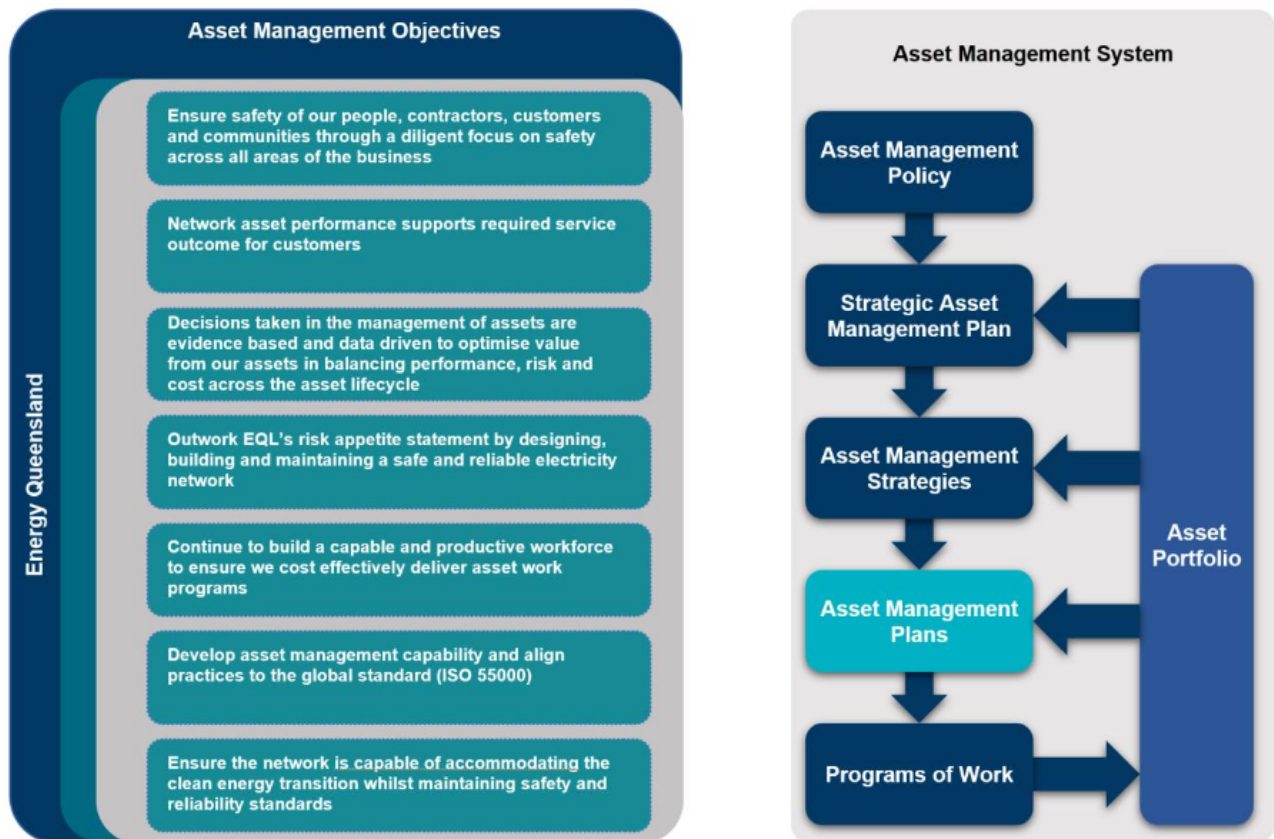 Asset Management Objectives
Energy Queensland
Ensure safety of our people, contractors, customers
and communities through a diligent focus on safety
across all areas of the business
Network asset performance supports required service
outcome for customers
Decisions taken in the management of assets are
evidence based and data driven to optimise value
from our assets in balancing performance, risk and
cost across the asset lifecycle
Outwork EQL's risk appetite statement by designing,
building and maintaining a safe and reliable electricity
network
Continue to build a capable and productive workforce
to ensure we cost effectively deliver asset work
programs
Develop asset management capability and align
practices to the global standard (ISO 55000)
Ensure the network is capable of accommodating the
clean energy transition whilst maintaining safety and
reliability standards
Asset Management System
Asset Management
Policy
Strategic Asset
Management Plan
Asset Management
Strategies
Asset Management
Plans
Programs of Work
Asset
Portfolio